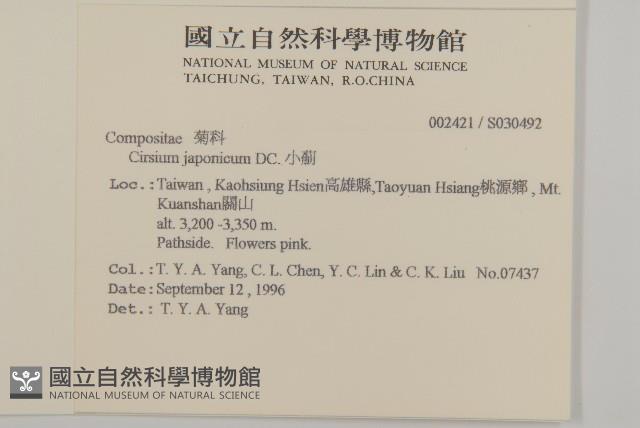 國立自然科學博物館
NATIONAL MUSEUM OF NATURAL SCIENCE
TAICHUNG, TAIWAN, R.O.CHINA
002421 / S030492
Compositae 菊科
Cirsium japonicum DC. 小薊
Loc.:Taiwan , Kaohsiung Hsien高雄縣,Taoyuan Hsiang桃源鄉 , Mt.
Kuanshan關山
alt. 3,200 -3,350 m.
Pathside. Flowers pink.
Col.:T. Y. A. Yang, C. L. Chen, Y. C. Lin & C. K. Liu No.07437
Date:September 12 , 1996
Det.: T. Y. A. Yang
國立自然科學博物館
NATIONAL MUSEUM OF NATURAL SCIENCE